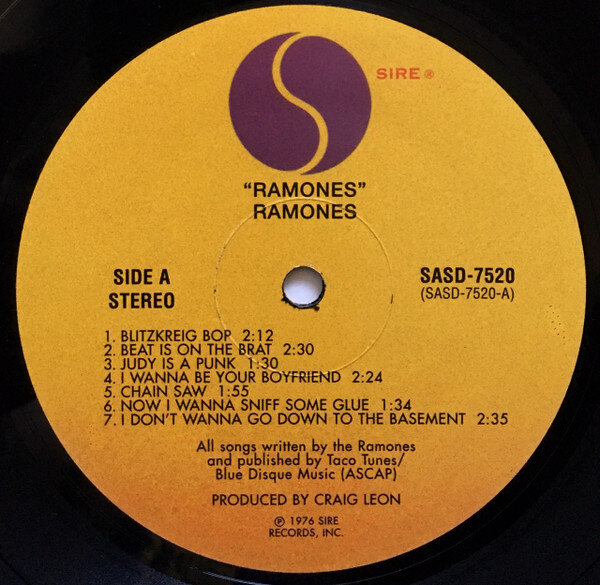 SIRE ®
“RAMONES”
RAMONES
SIDE A
STEREO
SASD-7520
(SASD-7520-A)
1. BLITZKREIG BOP 2:12
2. BEAT IS ON THE BRAT 2:30
3. JUDY IS A PUNK 1:30
4. I WANNA BE YOUR BOYFRIEND 2:24
5. CHAIN SAW 1:55
6. NOW I WANNA SNIFF SOME GLUE 1:34
7. I DON'T WANNA GO DOWN TO THE BASEMENT 2:35
All songs written by the Ramones
and published by Taco Tunes/
Blue Disque Music (ASCAP)
PRODUCED BY CRAIG LEON
℗ 1976 SIRE
RECORDS, INC.